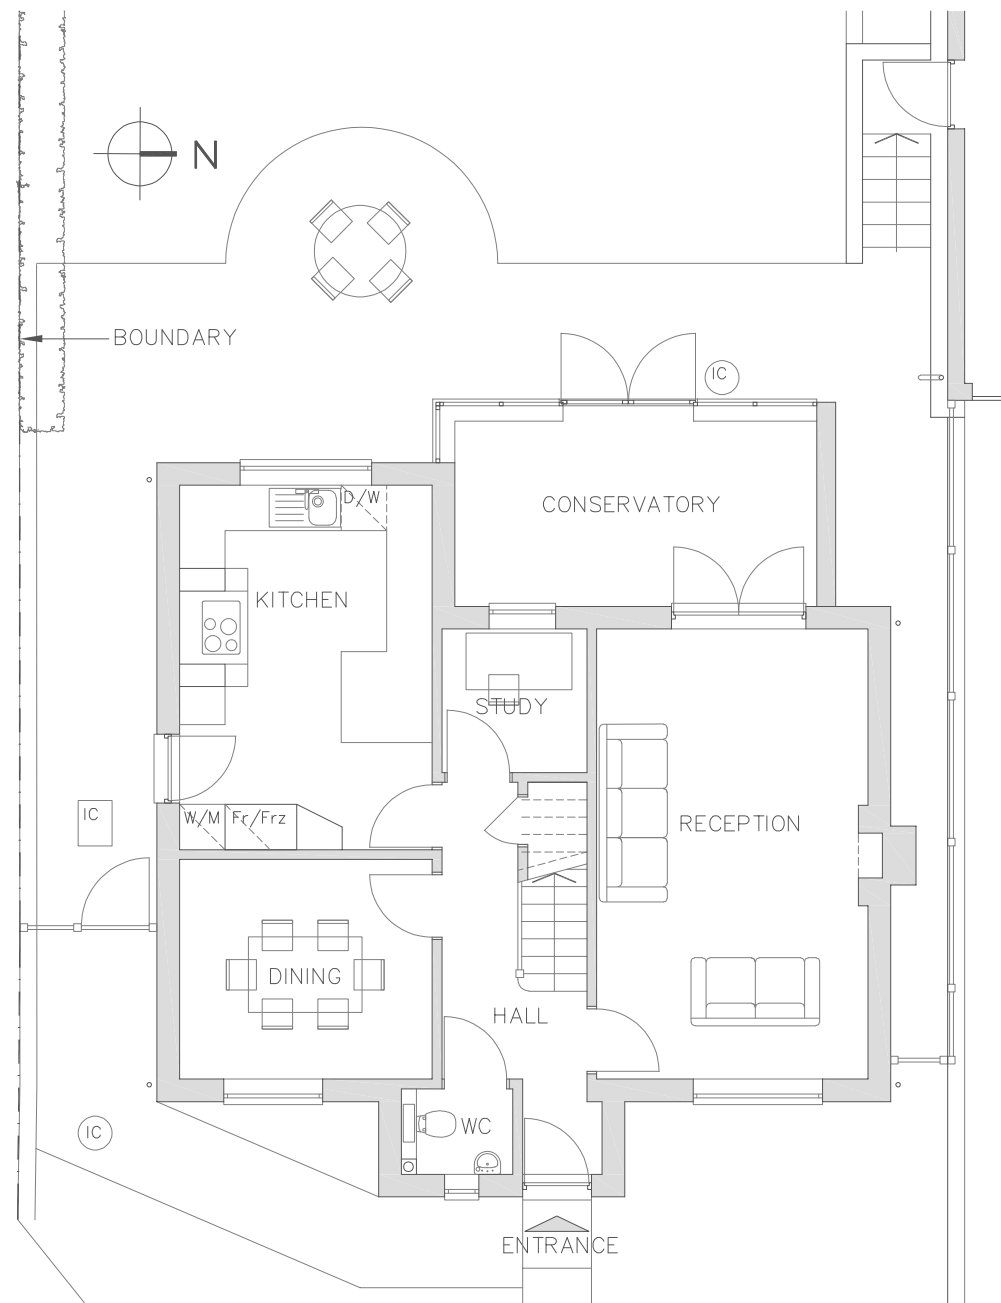 N
BOUNDARY
IC
D/W
CONSERVATORY
KITCHEN
STUDY
IC
W/M Fr/Frz
RECEPTION
DINING
HALL
IC
WC
ENTRANCE